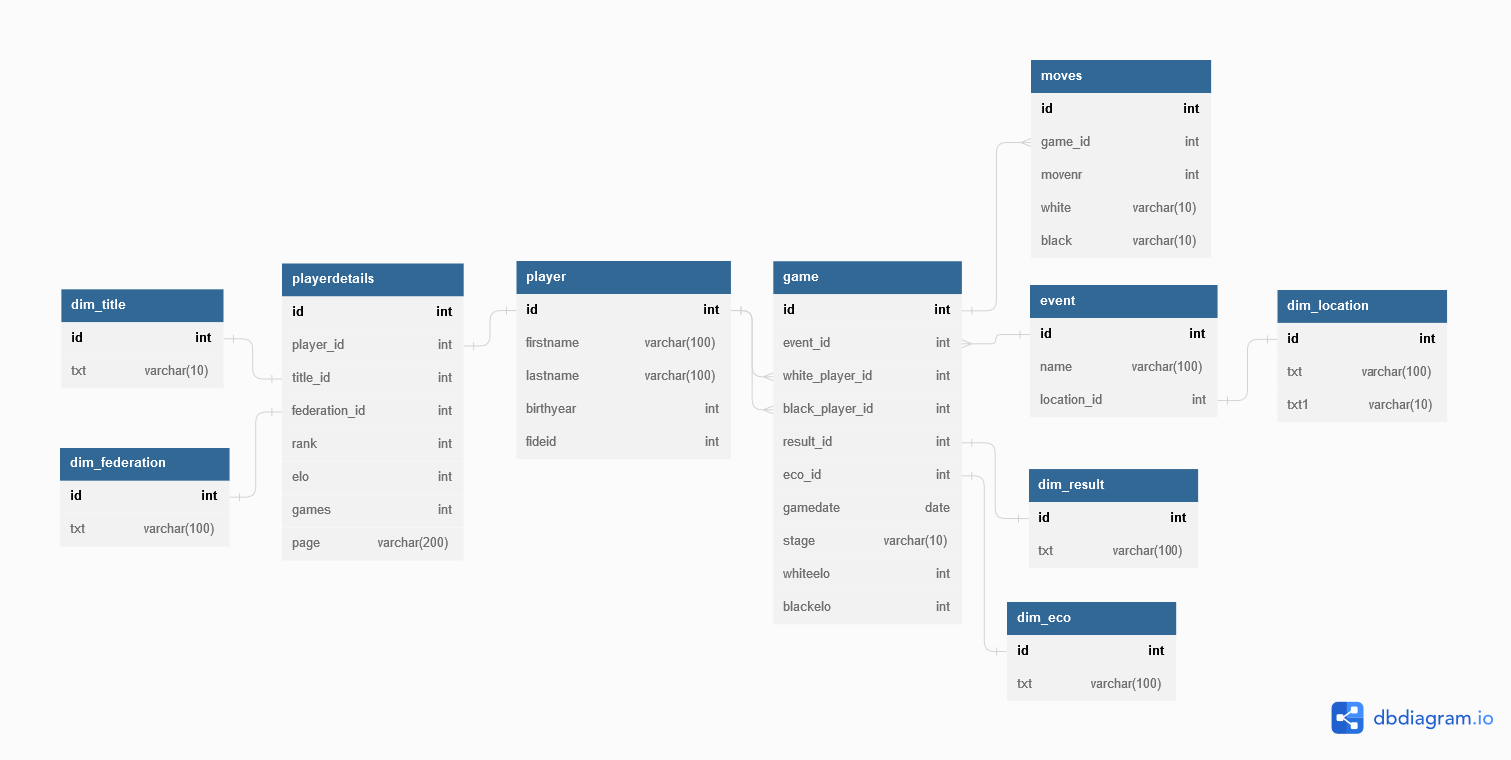 moves
id int
game_id int
movenr int
white varchar(10)
black varchar(10)
dim_title
id int
txt varchar(10)
dim_federation
id int
txt varchar(100)
playerdetails
id int
player_id int
title_id int
federation_id int
rank int
elo int
games int
page varchar(200)
player
id int
firstname varchar(100)
lastname varchar(100)
birthyear int
fideid int
game
id int
event_id int
white_player_id int
black_player_id int
result_id int
eco_id int
gamedate date
stage varchar(10)
whiteelo int
blackelo int
event
id int
name varchar(100)
location_id int
dim_location
id int
txt varchar(100)
txt1 varchar(10)
dim_result
id int
txt varchar(100)
dim_eco
id int
txt varchar(100)
dbdiagram.io